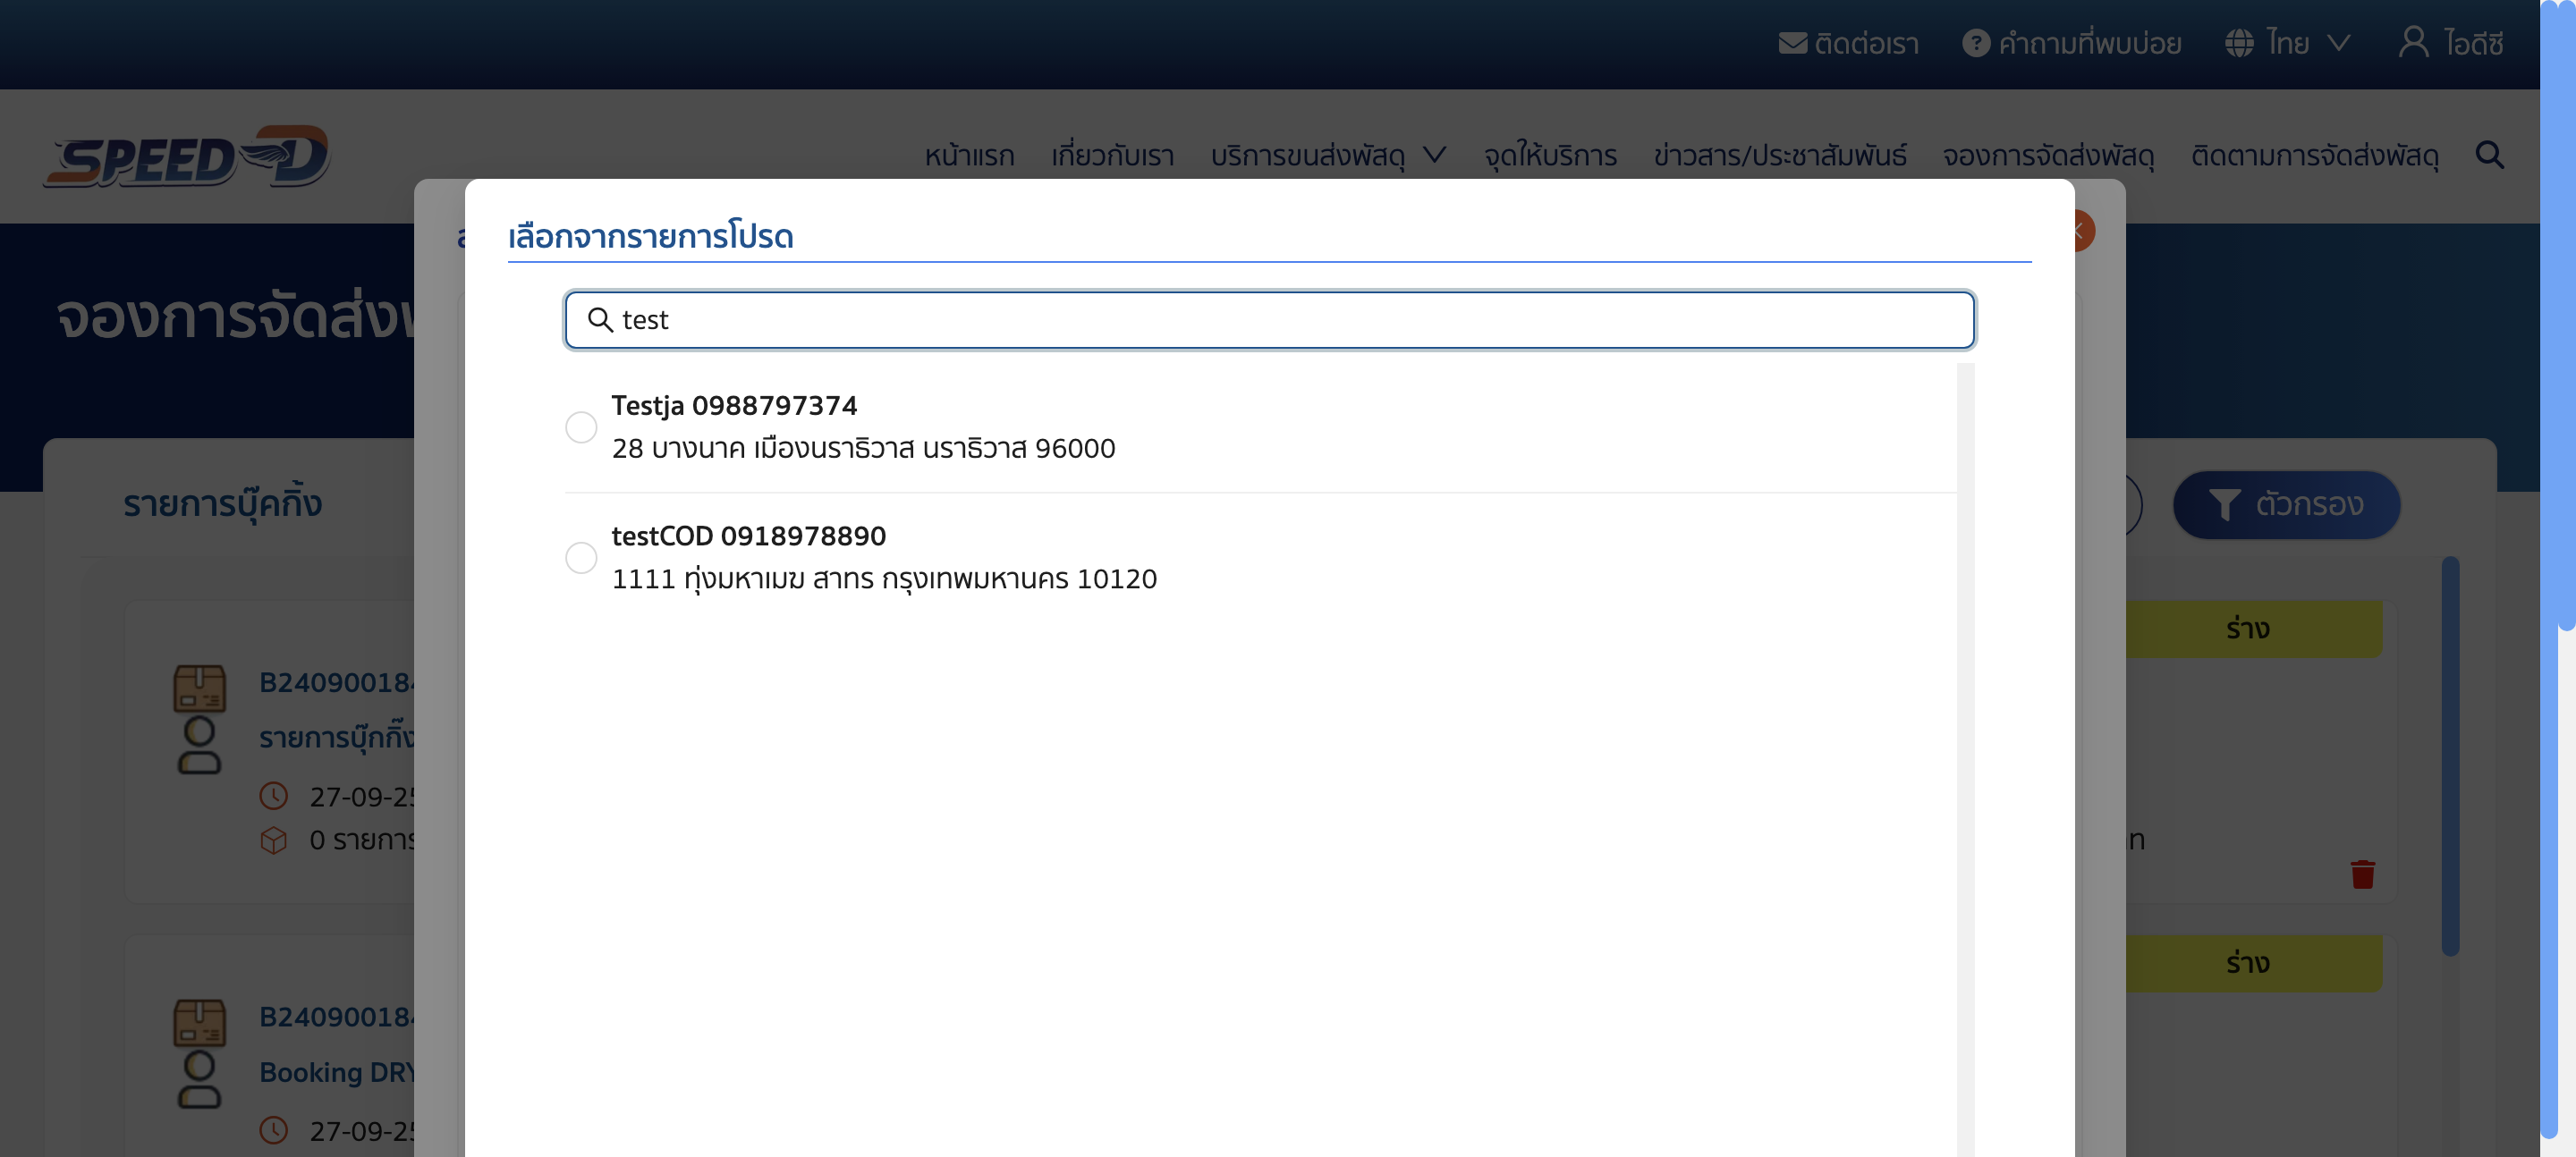 ติดต่อเรา
คำถามที่พบบ่อย
ไทย
ไอดีซี
SPEED-D
หน้าแรก
เกี่ยวกับเรา
บริการขนส่งพัสดุ
จุดให้บริการ
ข่าวสาร/ประชาสัมพันธ์
จองการจัดส่งพัสดุ
ติดตามการจัดส่งพัสดุ
เลือกจากรายการโปรด
จองการจัดส่งพ
test
Testja 0988797374
28 บางนาค เมืองนราธิวาส นราธิวาส 96000
testCOD 0918978890
1111 ทุ่งมหาเมฆ สาทร กรุงเทพมหานคร 10120
รายการบุ๊คกิ้ง
ตัวกรอง
ร่าง
B24090018
รายการบุ๊กกิ๊ง
27-09-25
0 รายการ
ร่าง
B24090018
Booking DRY
27-09-25